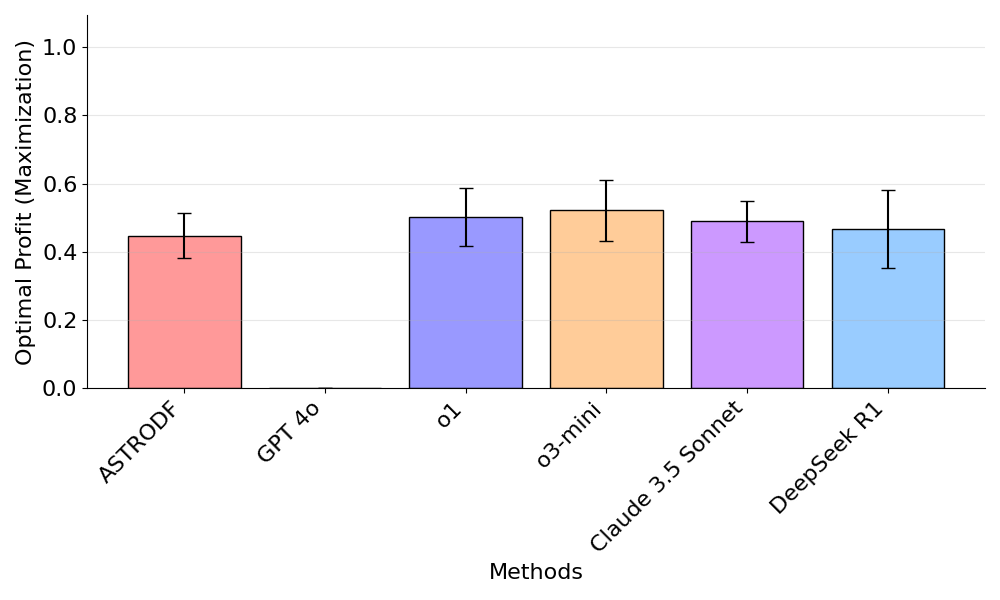 Optimal Profit (Maximization)
1.0
0.8
0.6
0.4
0.2
0.0
ASTRODF
GPT 4o
o1
o3-mini
Claude 3.5 Sonnet
DeepSeek R1
Methods